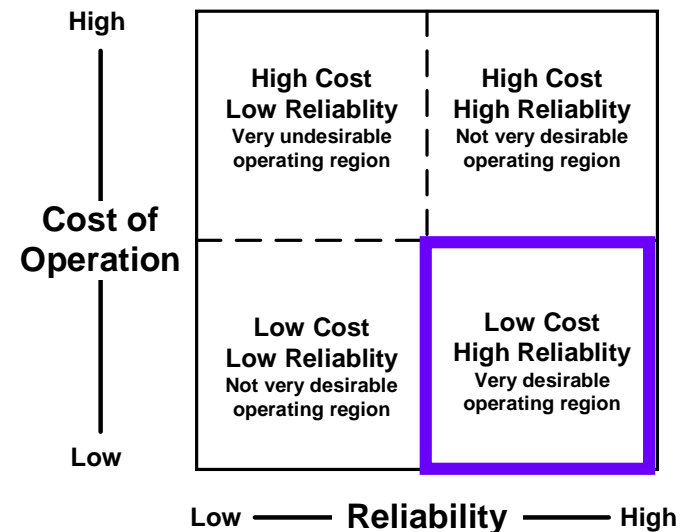 High
High Cost
Low Reliablity
Very undesirable
operating region
High Cost
High Reliablity
Not very desirable
operating region
Cost of
Operation
Low Cost
Low Reliablity
Not very desirable
operating region
Low Cost
High Reliablity
Very desirable
operating region
Low
Low Reliability High